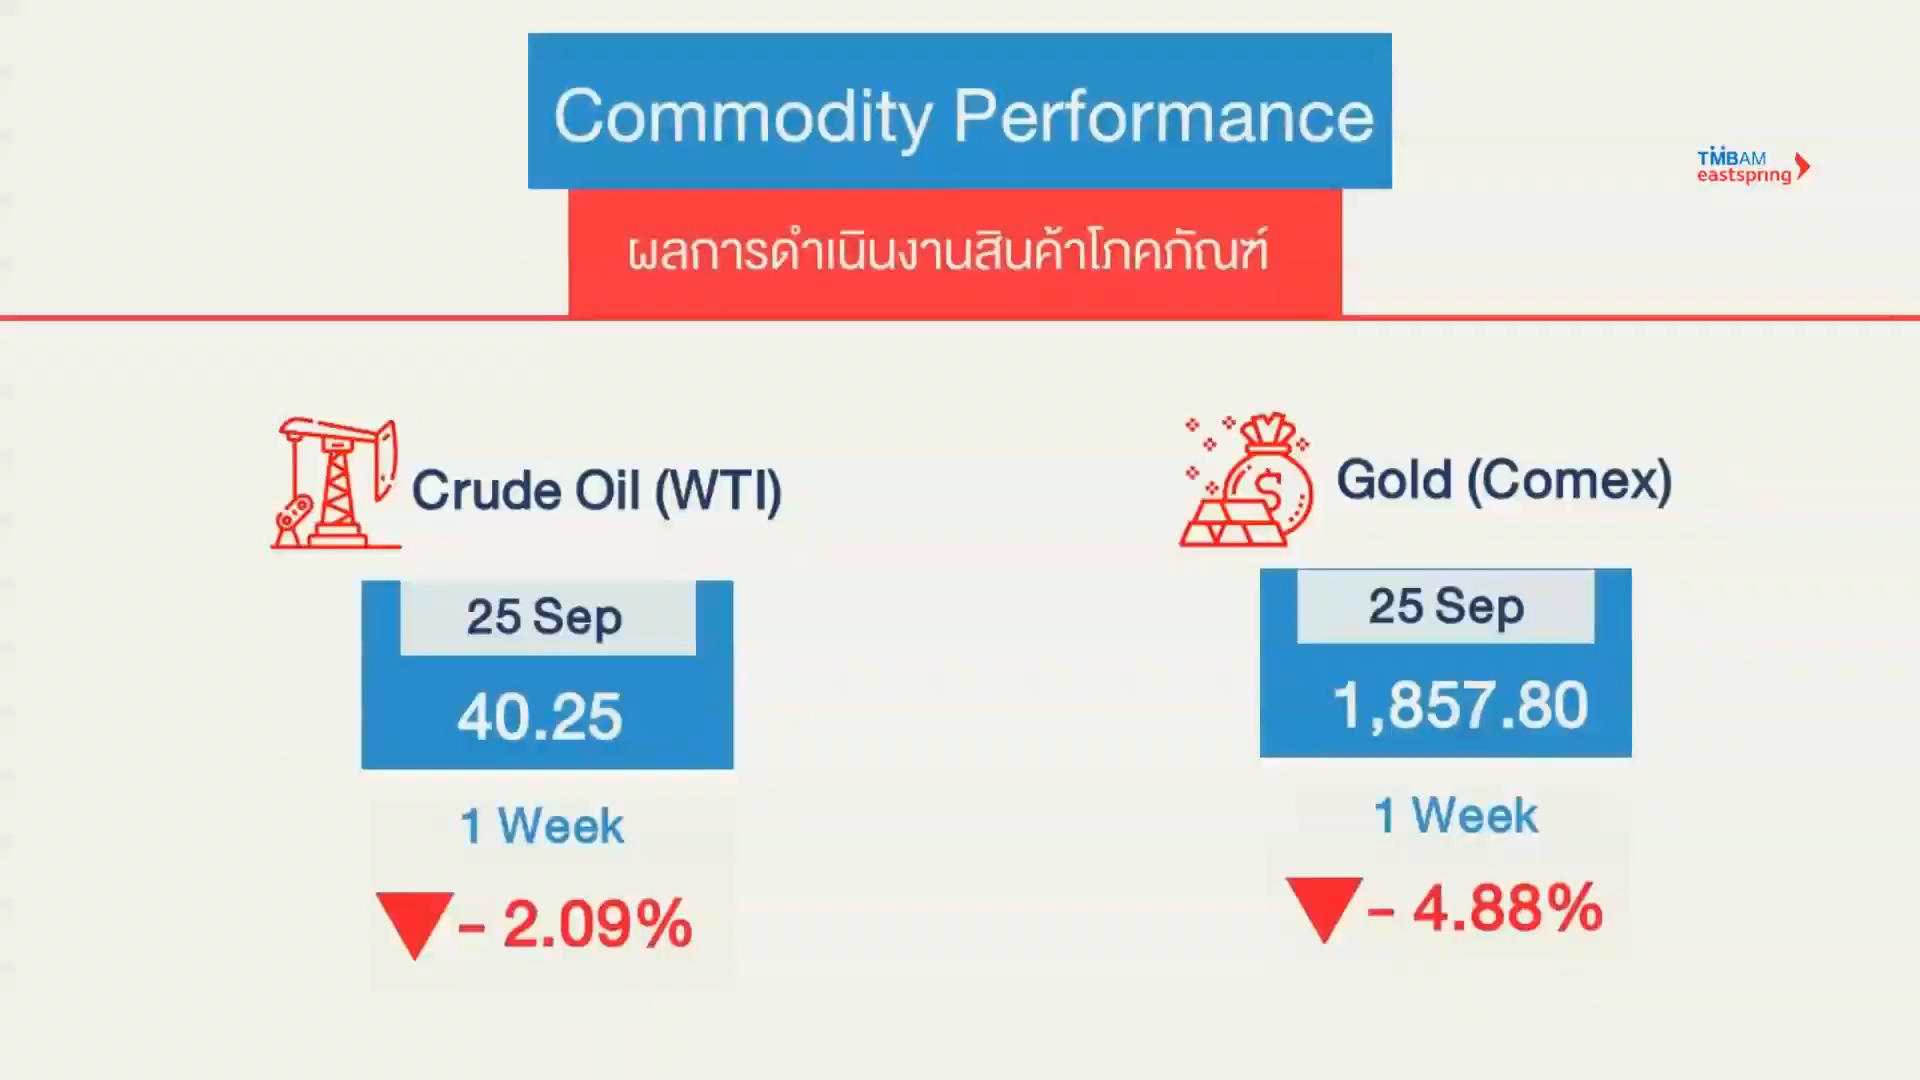 Commodity Performance
TMBAM
eastspring
ผลการดำเนินงานสินค้าโภคภัณฑ์
Crude Oil (WTI)
25 Sep
40.25
1 Week
- 2.09%
Gold (Comex)
25 Sep
1,857.80
1 Week
- 4.88%